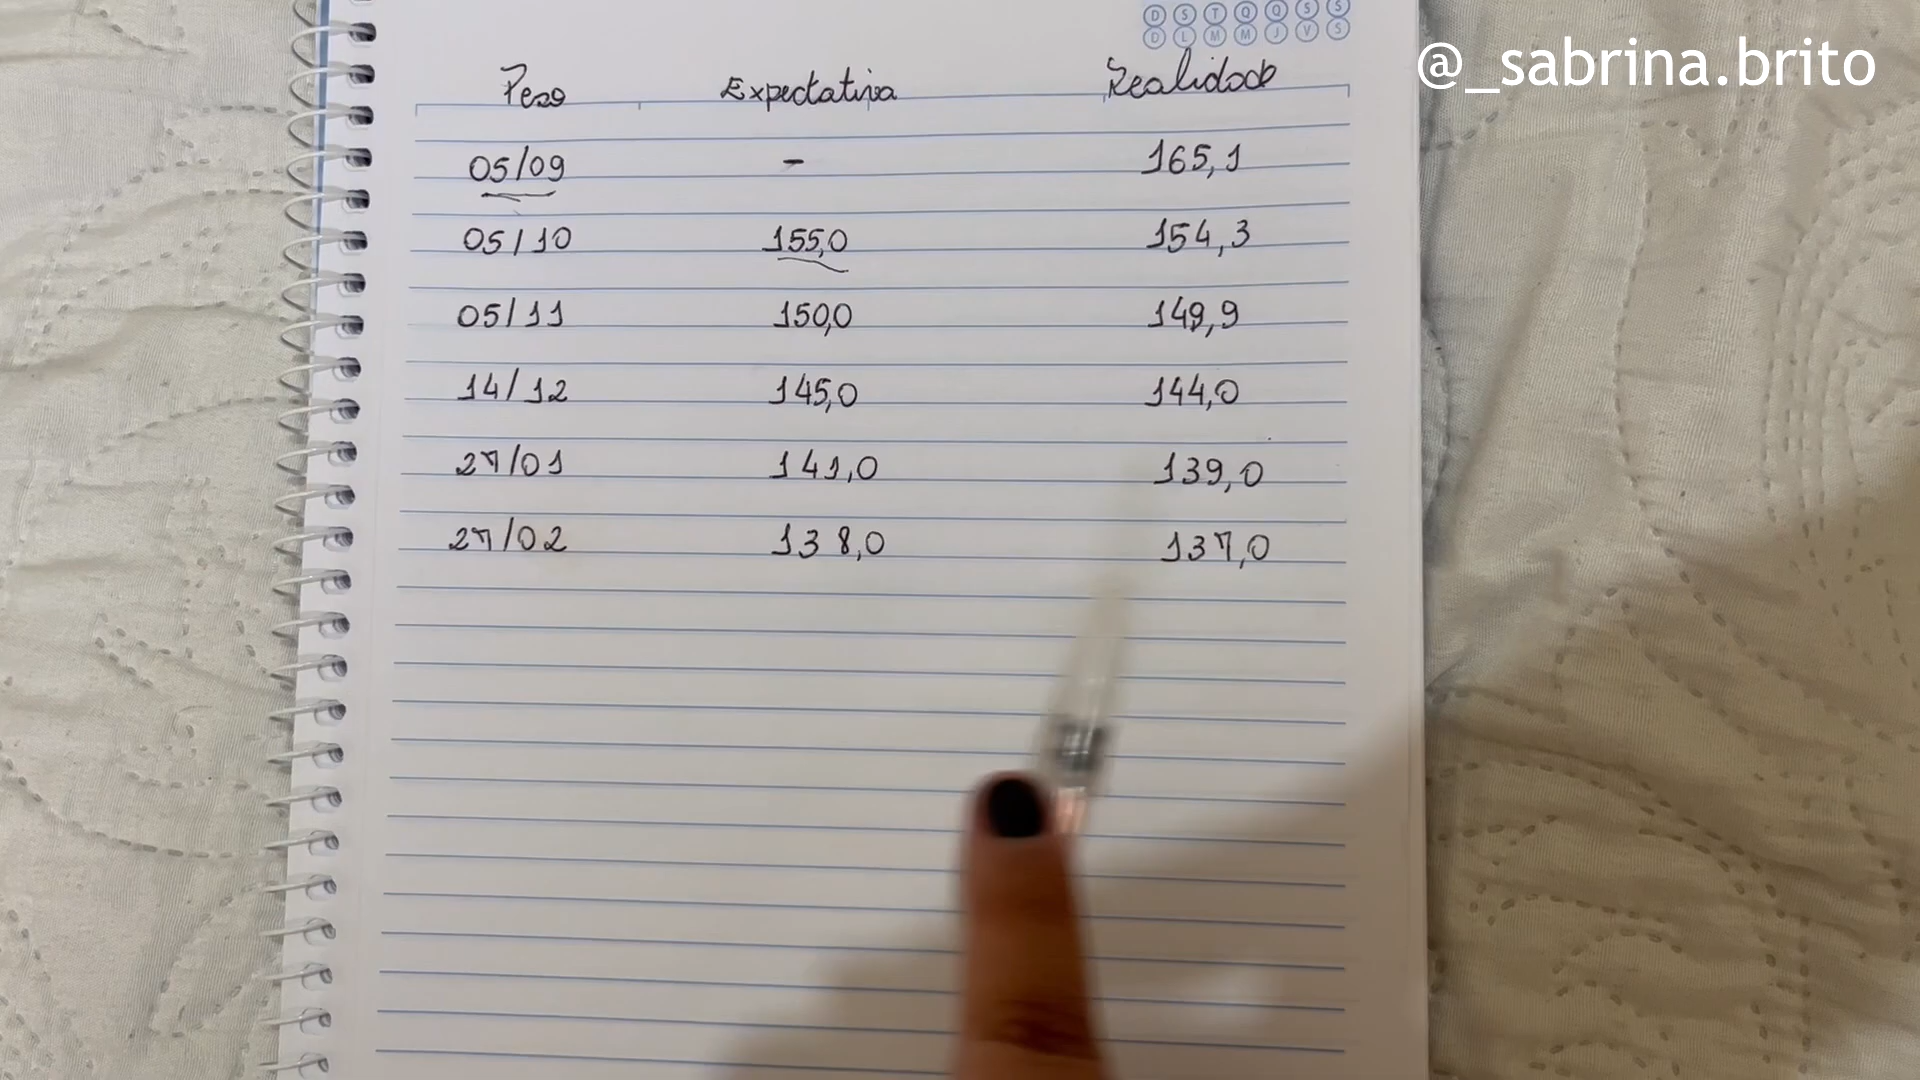 D S T Q Q S S
D L M M J V S
@_sabrina.brito
Peso Expectativa Realidade
05/09 - 165,1
05/10 155,0 154,3
05/11 150,0 149,9
14/12 145,0 144,0
27/01 141,0 139,0
27/02 138,0 137,0